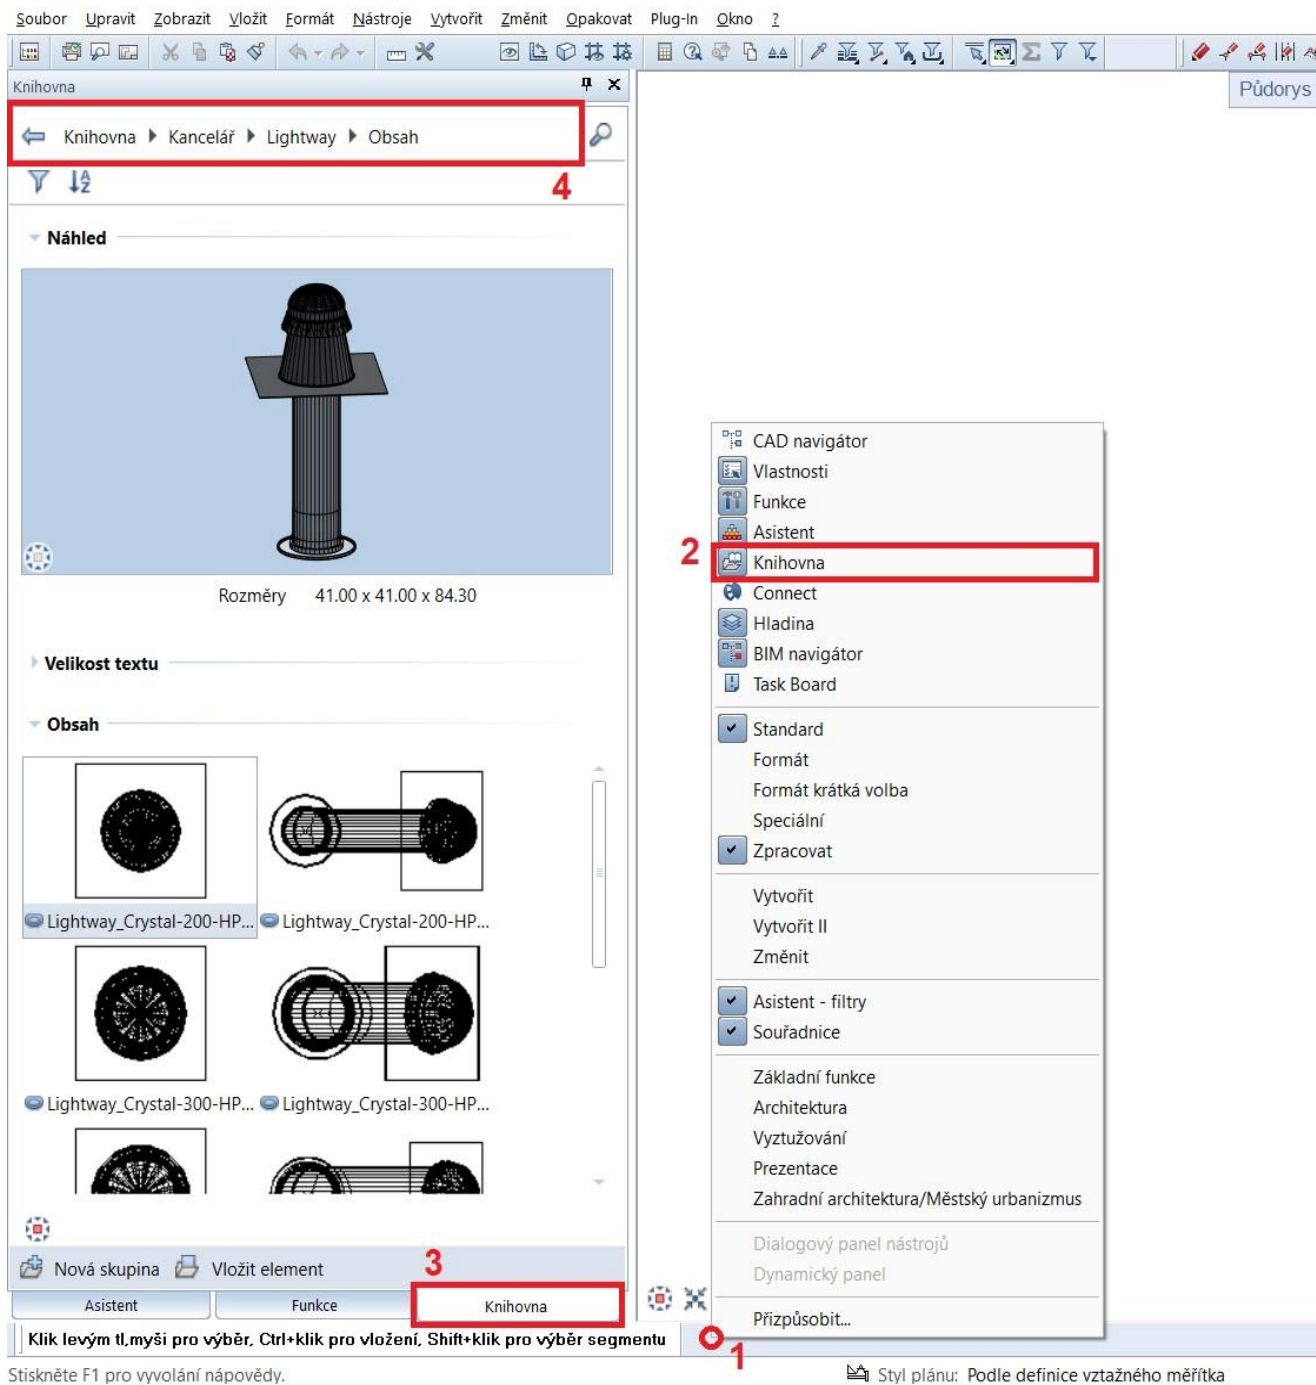 Soubor Upravit Zobrazit Vložit Formát Nástroje Vytvořit Změnit Opakovat Plug-In Okno ?
Knihovna
Půdorys
Knihovna Kancelář Lightway Obsah
4
Náhled
Rozměry 41.00 x 41.00 x 84.30
Velikost textu
Obsah
Lightway_Crystal-200-HP... Lightway_Crystal-200-HP...
Lightway_Crystal-300-HP... Lightway_Crystal-300-HP...
3
Nová skupina Vložit element
Asistent Funkce Knihovna
Klik levým tl,myši pro výběr, Ctrl+klik pro vložení, Shift+klik pro výběr segmentu
1
Stiskněte F1 pro vyvolání nápovědy.
Styl plánu: Podle definice vztažného měřítka
CAD navigátor
Vlastnosti
Funkce
Asistent
2 Knihovna
Connect
Hladina
BIM navigátor
Task Board
Standard
Formát
Formát krátká volba
Speciální
Zpracovat
Vytvořit
Vytvořit II
Změnit
Asistent - filtry
Souřadnice
Základní funkce
Architektura
Vyztužování
Prezentace
Zahradní architektura/Městský urbanizmus
Dialogový panel nástrojů
Dynamický panel
Přizpůsobit...